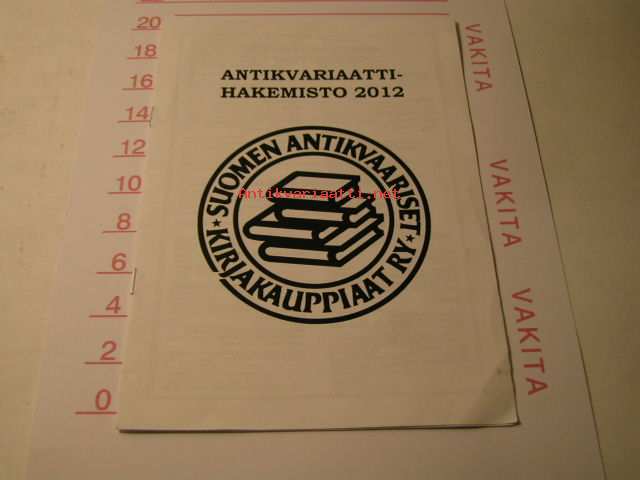 ANTIKVARIAATTI-
HAKEMISTO 2012
SUOMEN ANTIKVAARISET
KIRJAKAUPPIAAT RY
Antikvariaatti.net
20
18
16
14
12
10
8
6
4
2
0
VAKITA
VAKITA
VAKITA